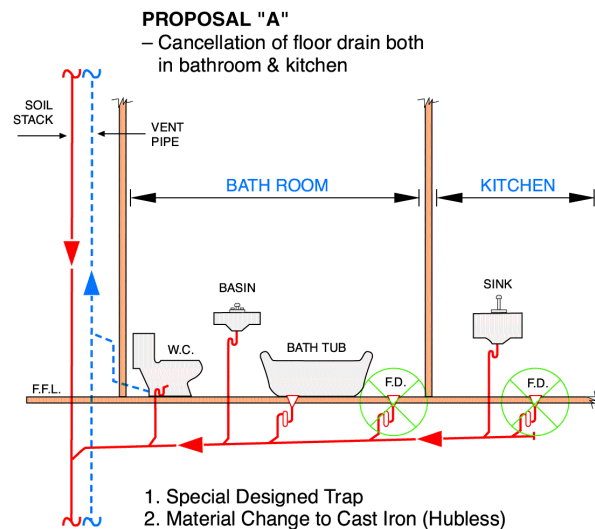 PROPOSAL "A"
– Cancellation of floor drain both
in bathroom & kitchen
SOIL
STACK
VENT
PIPE
BATH ROOM
KITCHEN
BASIN
SINK
W.C.
BATH TUB
F.D.
F.D.
F.F.L.
1. Special Designed Trap
2. Material Change to Cast Iron (Hubless)